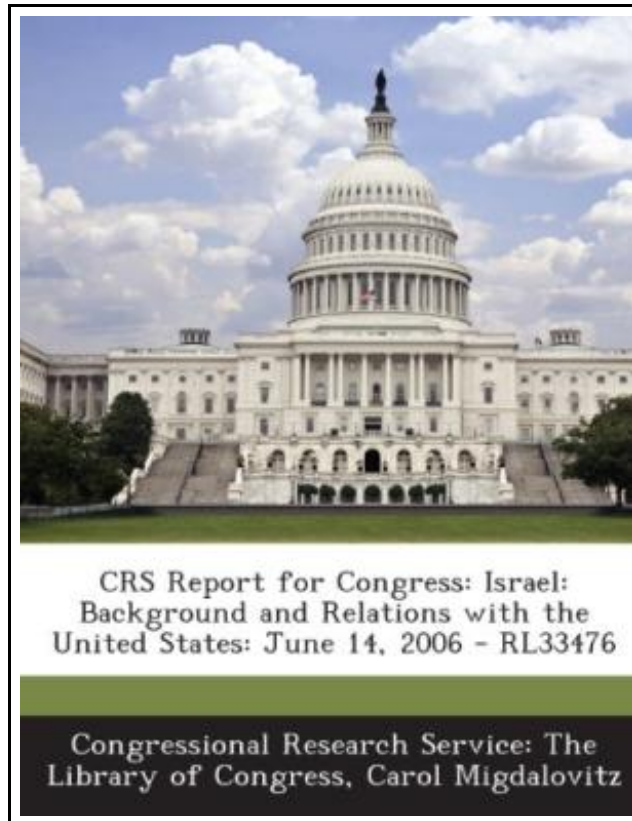 CRS Report for Congress: Israel:
Background and Relations with the
United States: June 14, 2006 - RL33476
Congressional Research Service: The
Library of Congress, Carol Migdalovitz